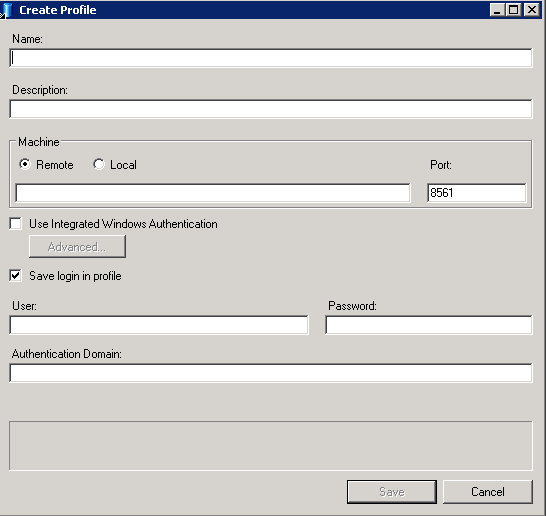 Create Profile
Name:
Description:
Machine
Remote Local Port:
8561
Use Integrated Windows Authentication
Advanced...
Save login in profile
User: Password:
Authentication Domain:
Save Cancel